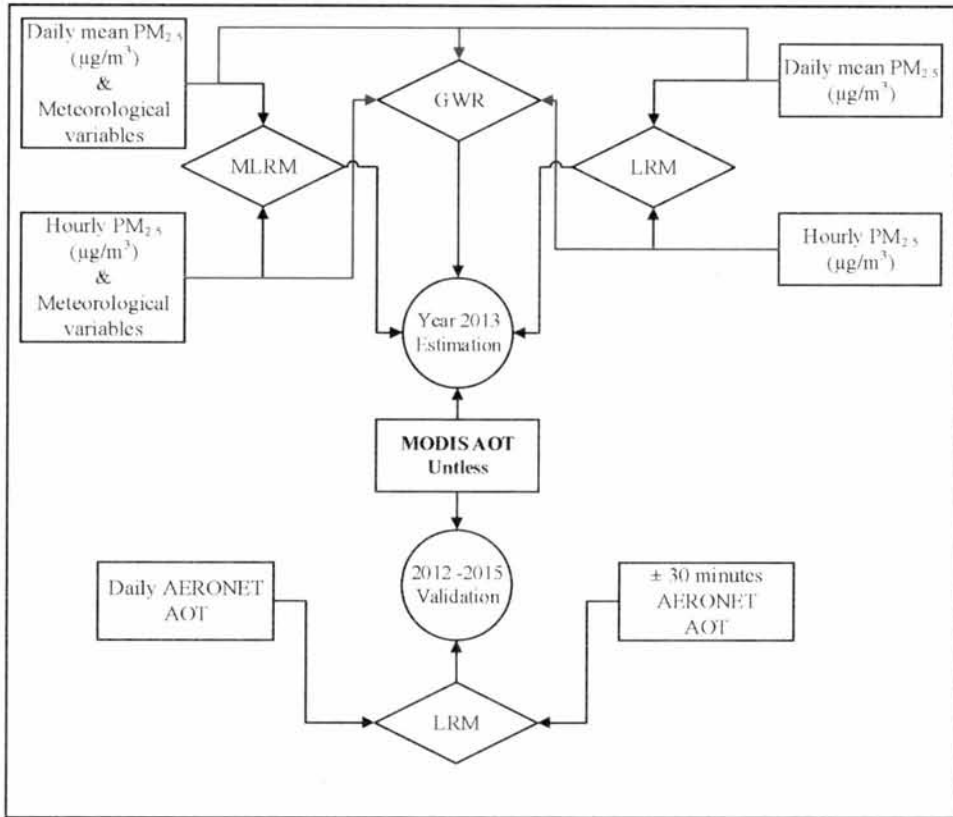 Daily mean PM₂.₅
(µg/m³)
&
Meteorological
variables
GWR
Daily mean PM₂.₅
(µg/m³)
MLRM
LRM
Hourly PM₂.₅
(µg/m³)
&
Meteorological
variables
Hourly PM₂.₅
(µg/m³)
Year 2013
Estimation
MODIS AOT
Untless
2012 -2015
Validation
Daily AERONET
AOT
± 30 minutes
AERONET
AOT
LRM